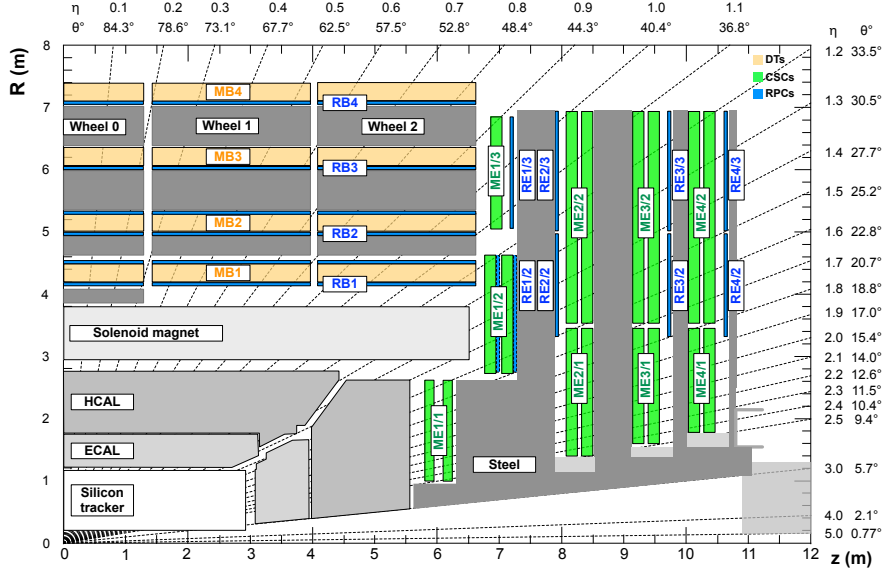 η 0.1 0.2 0.3 0.4 0.5 0.6 0.7 0.8 0.9 1.0 1.1 η θ°
θ° 84.3° 78.6° 73.1° 67.7° 62.5° 57.5° 52.8° 48.4° 44.3° 40.4° 36.8°
R (m)
8
7
6
5
4
3
2
1
0
1.2 33.5°
1.3 30.5°
1.4 27.7°
1.5 25.2°
1.6 22.8°
1.7 20.7°
1.8 18.8°
1.9 17.0°
2.0 15.4°
2.1 14.0°
2.2 12.6°
2.3 11.5°
2.4 10.4°
2.5 9.4°
3.0 5.7°
4.0 2.1°
5.0 0.77°
DTs
CSCs
RPCs
MB4
RB4
Wheel 0 Wheel 1 Wheel 2
MB3
RB3
MB2
RB2
MB1
RB1
Solenoid magnet
HCAL
ECAL
Silicon
tracker
Steel
ME1/3
RE1/3
RE2/3
ME2/2
ME3/2
RE3/3
ME4/2
RE4/3
ME1/2
RE1/2
RE2/2
RE3/2
RE4/2
ME1/1
ME2/1
ME3/1
ME4/1
0 1 2 3 4 5 6 7 8 9 10 11 12
z (m)